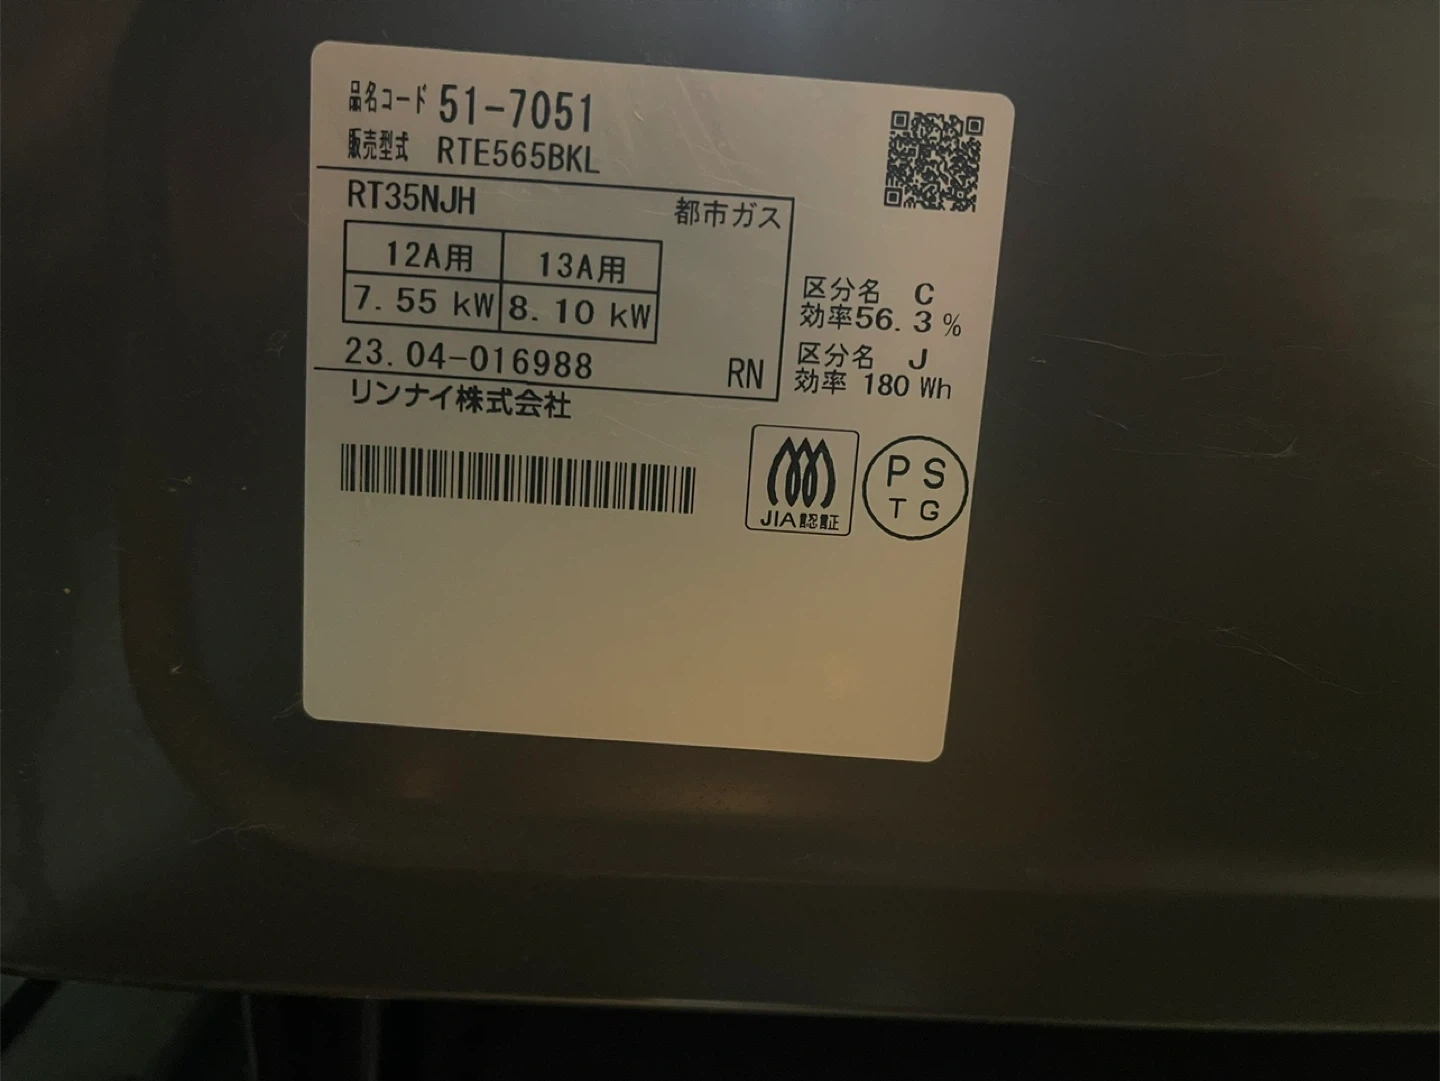 品名コード 51-7051
販売型式 RTE565BKL
RT35NJH 都市ガス
12A用 13A用
7.55 kW 8.10 kW
23.04-016988 RN
リンナイ株式会社
区分名 C
効率56.3%
区分名 J
効率 180 Wh
JIA認証
PS
TG